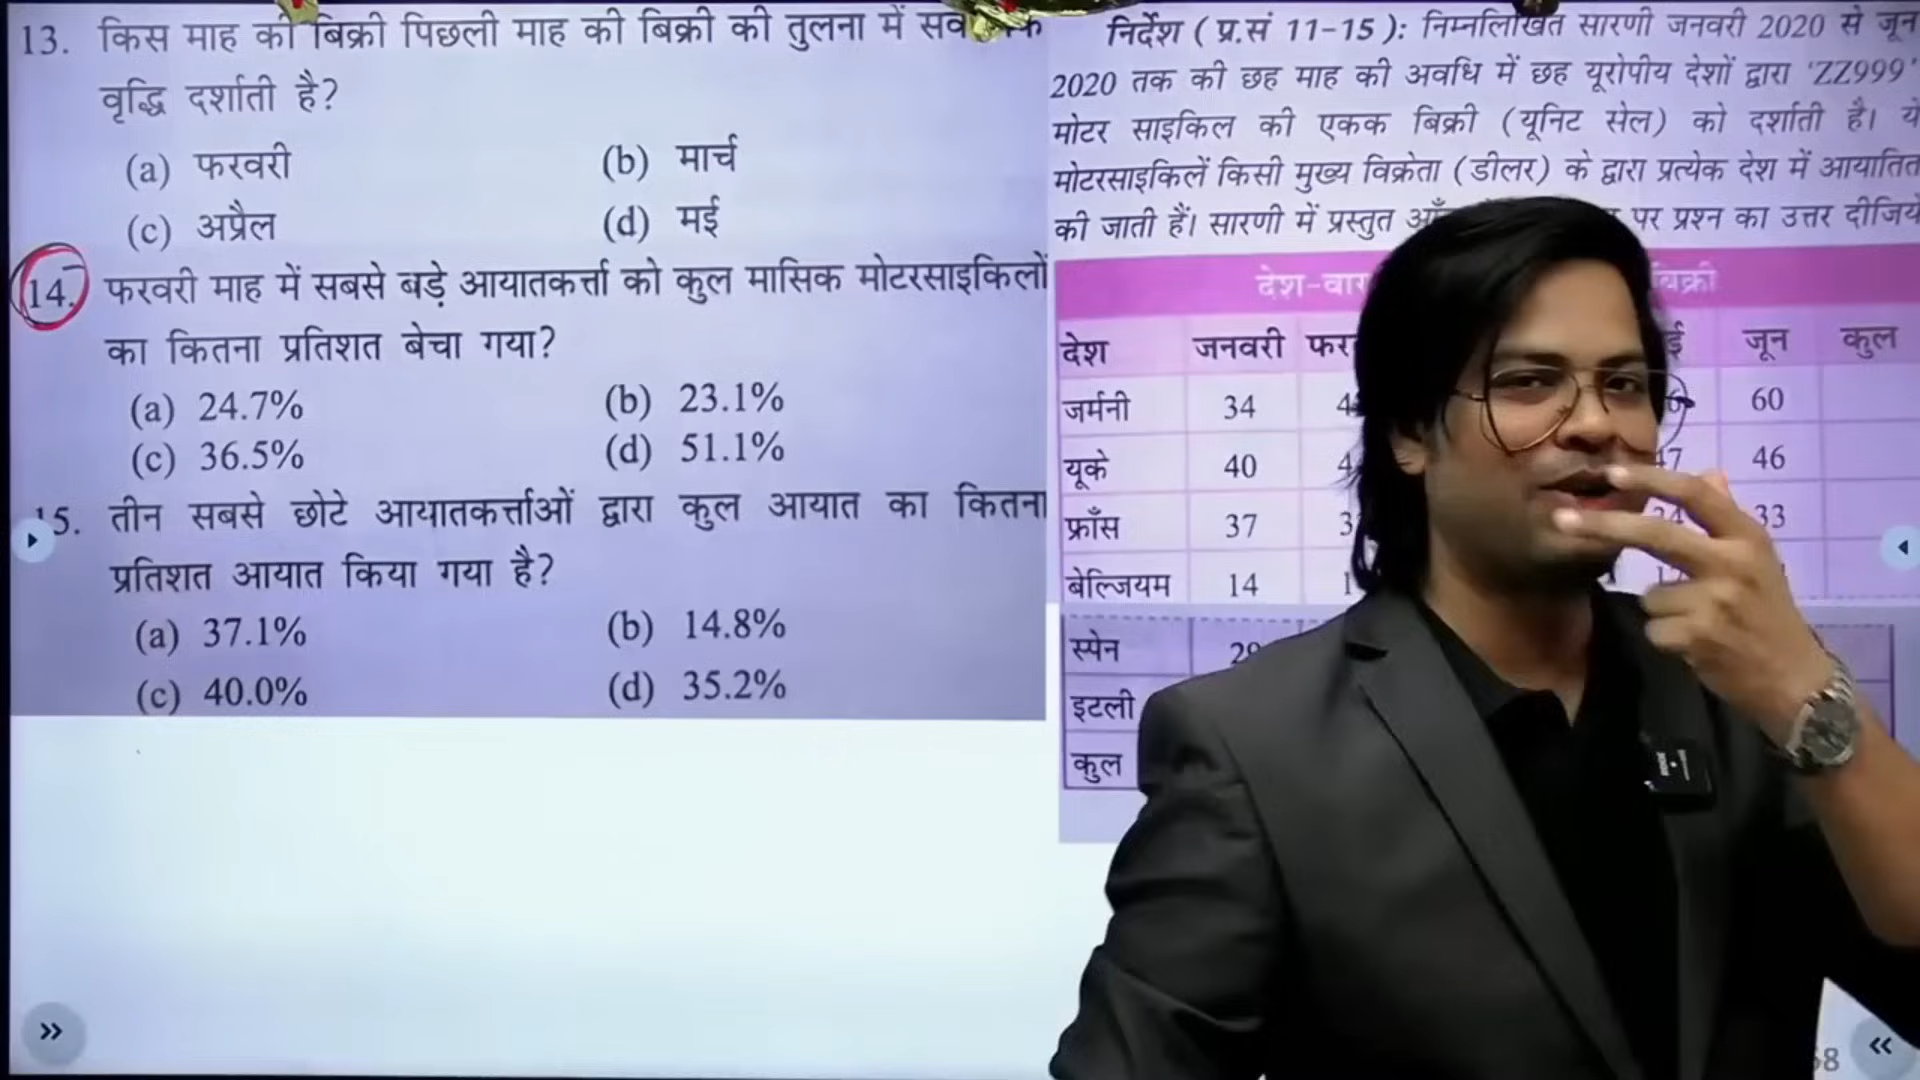 13. किस माह की बिक्री पिछली माह की बिक्री की तुलना में
वृद्धि दर्शाती है?
(a) फरवरी (b) मार्च
(c) अप्रैल (d) मई
14. फरवरी माह में सबसे बड़े आयातकर्त्ता को कुल मासिक मोटरसाइकिलों
का कितना प्रतिशत बेचा गया?
(a) 24.7% (b) 23.1%
(c) 36.5% (d) 51.1%
15. तीन सबसे छोटे आयातकर्त्ताओं द्वारा कुल आयात का कितना
प्रतिशत आयात किया गया है?
(a) 37.1% (b) 14.8%
(c) 40.0% (d) 35.2%
निर्देश ( प्र.सं 11-15 ): निम्नलिखित सारणी जनवरी 2020 से जून
2020 तक की छह माह की अवधि में छह यूरोपीय देशों द्वारा 'ZZ999'
मोटर साइकिल की एकक बिक्री (यूनिट सेल) को दर्शाती है। ये
मोटरसाइकिलें किसी मुख्य विक्रेता (डीलर) के द्वारा प्रत्येक देश में आयातित
की जाती हैं। सारणी में प्रस्तुत पर प्रश्न का उत्तर दीजिये
देश-वार बिक्री
देश जनवरी जून कुल
जर्मनी 34 60
यूके 40 47 46
फ्राँस 37 33
बेल्जियम 14
स्पेन
इटली
कुल